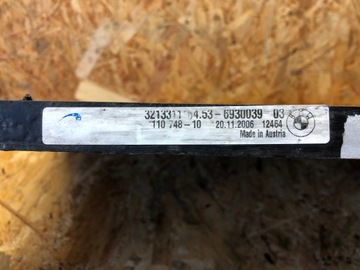 3213311 64.53-6930039 03
110 748-10 20.11.2006 12464
Made in Austria